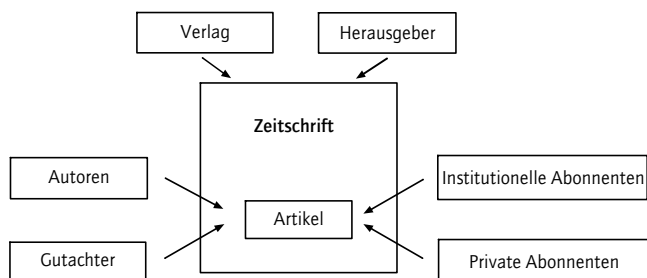 Verlag
Herausgeber
Zeitschrift
Autoren
Institutionelle Abonnenten
Artikel
Gutachter
Private Abonnenten